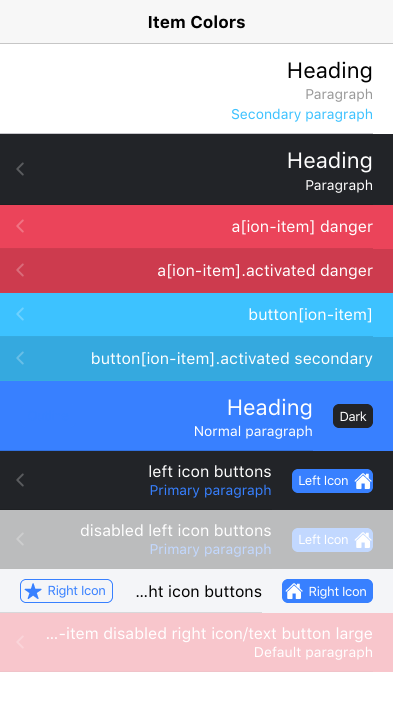 Item Colors
Heading
Paragraph
Secondary paragraph
Heading
Paragraph
a[ion-item] danger
a[ion-item].activated danger
button[ion-item]
button[ion-item].activated secondary
Heading
Dark
Normal paragraph
left icon buttons
Left Icon
Primary paragraph
disabled left icon buttons
Left Icon
Primary paragraph
Right Icon
...ht icon buttons
Right Icon
...-item disabled right icon/text button large
Default paragraph